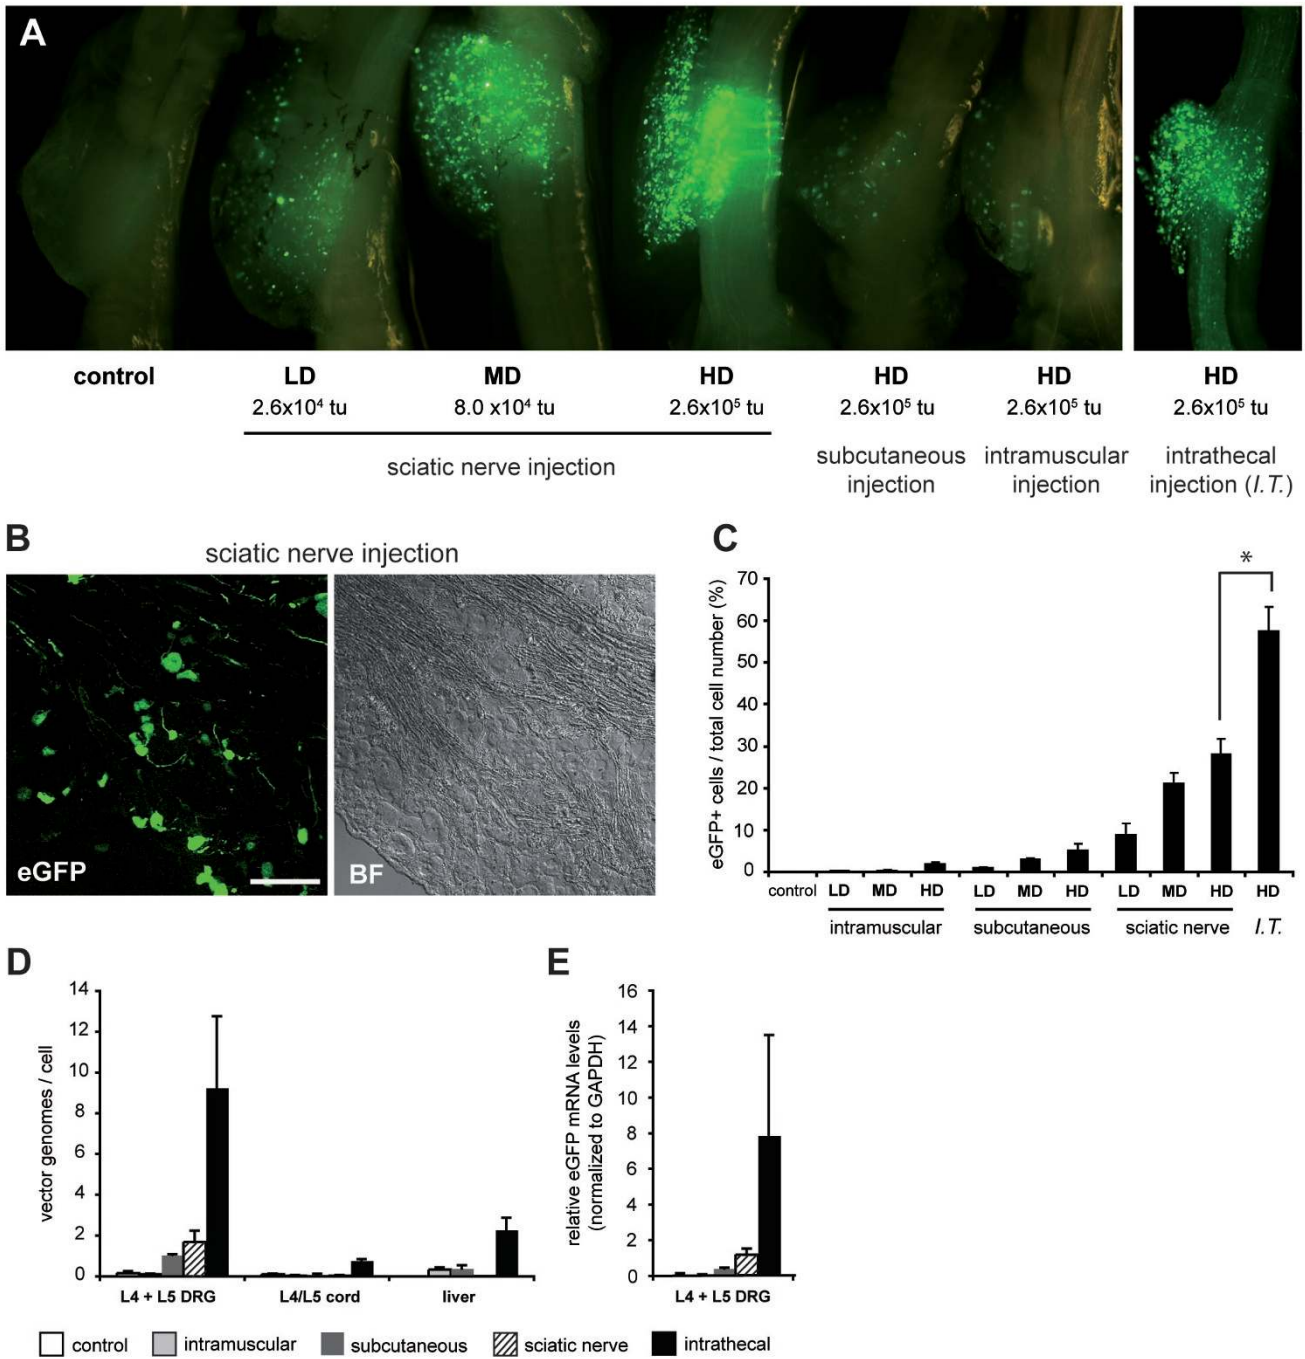 A
control LD MD HD HD HD HD
2.6x10⁴ tu 8.0 x10⁴ tu 2.6x10⁵ tu 2.6x10⁵ tu 2.6x10⁵ tu 2.6x10⁵ tu
sciatic nerve injection
subcutaneous injection
intramuscular injection
intrathecal injection (I.T.)
B
sciatic nerve injection
eGFP
BF
C
eGFP+ cells / total cell number (%)
70
60
50
40
30
20
10
0
*
control LD MD HD LD MD HD LD MD HD HD
intramuscular subcutaneous sciatic nerve I.T.
D
vector genomes / cell
14
12
10
8
6
4
2
0
L4 + L5 DRG L4/L5 cord liver
E
relative eGFP mRNA levels
(normalized to GAPDH)
16
14
12
10
8
6
4
2
0
L4 + L5 DRG
control intramuscular subcutaneous sciatic nerve intrathecal